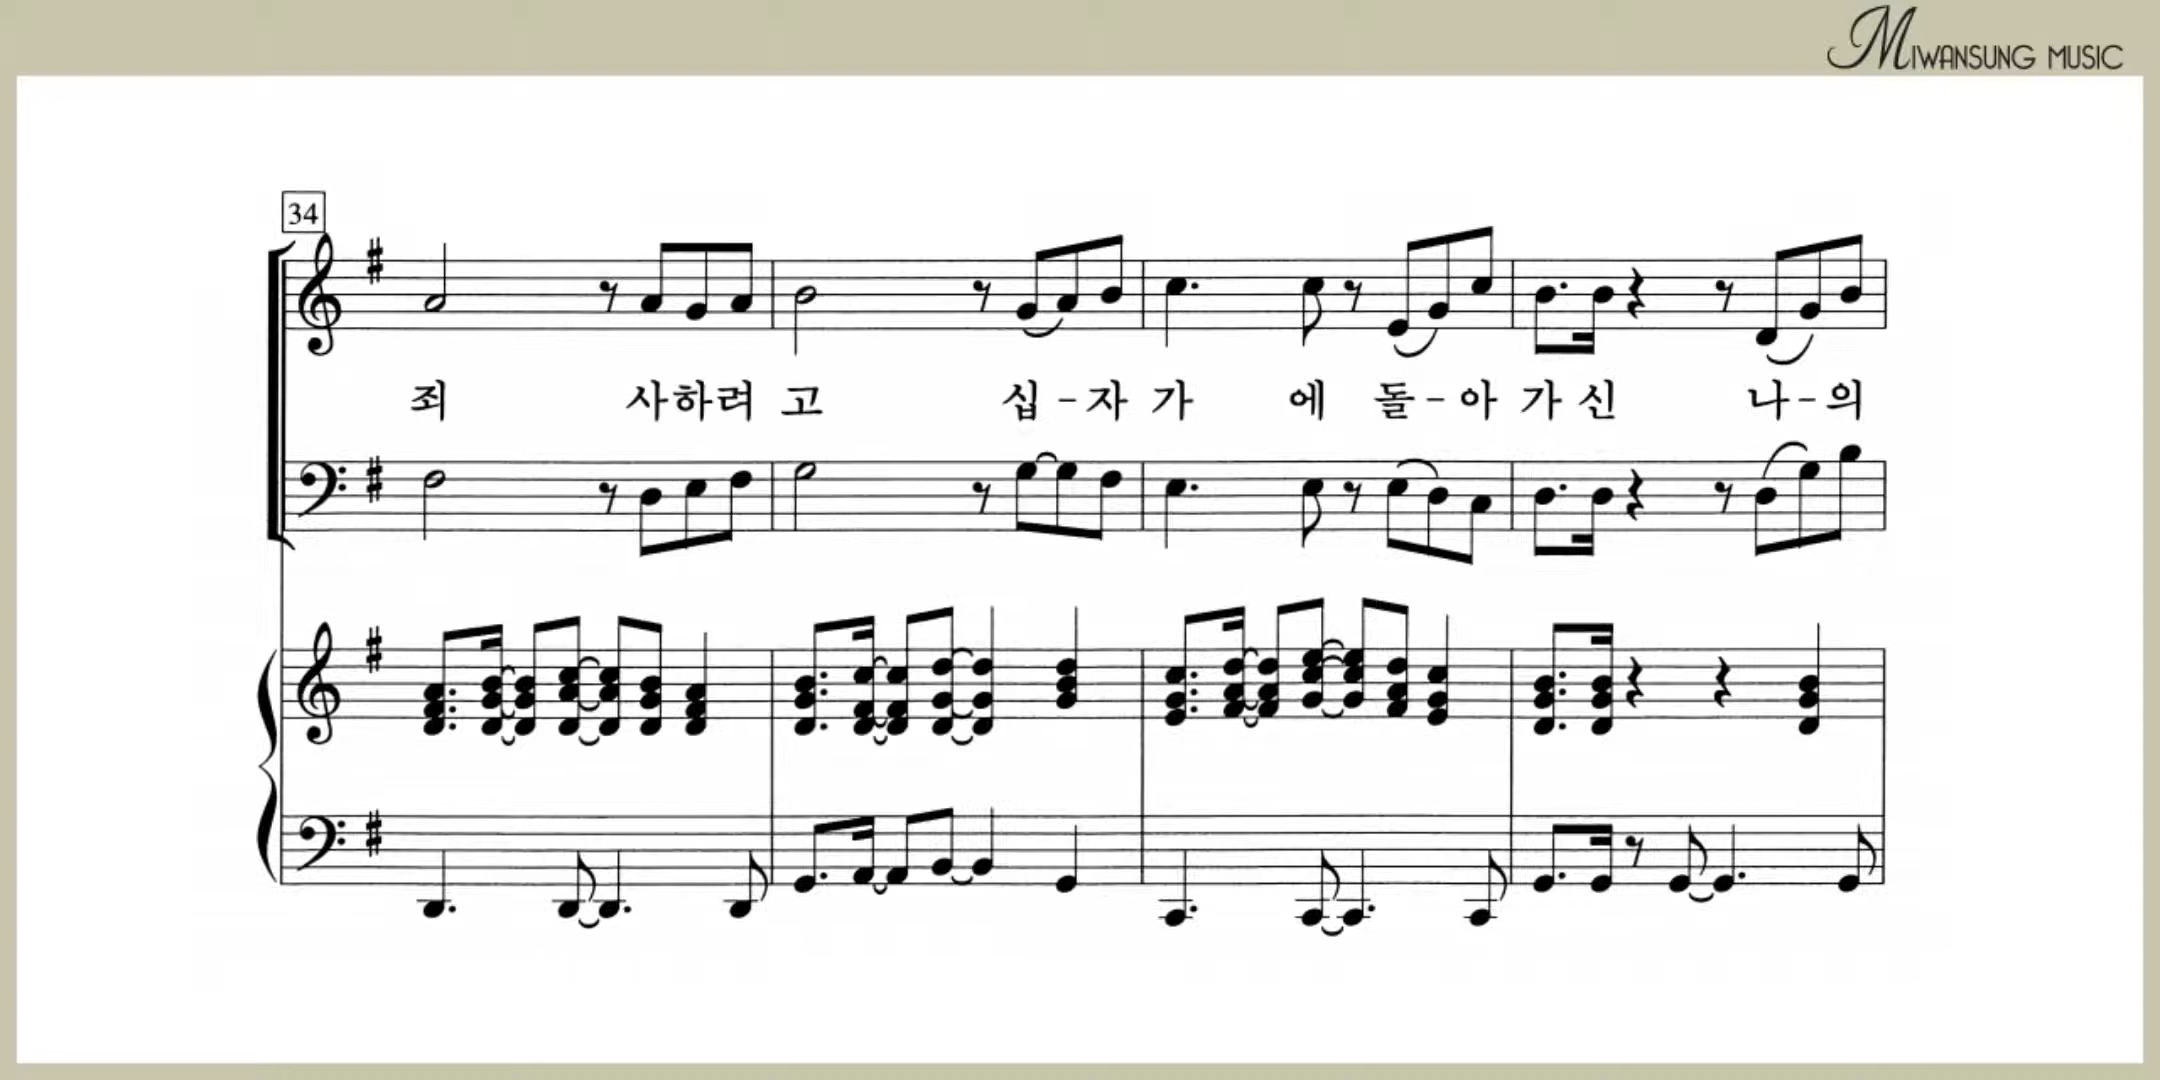 MIWANSUNG MUSIC
34
죄 사하려 고 십-자 가 에 돌-아 가 신 나-의